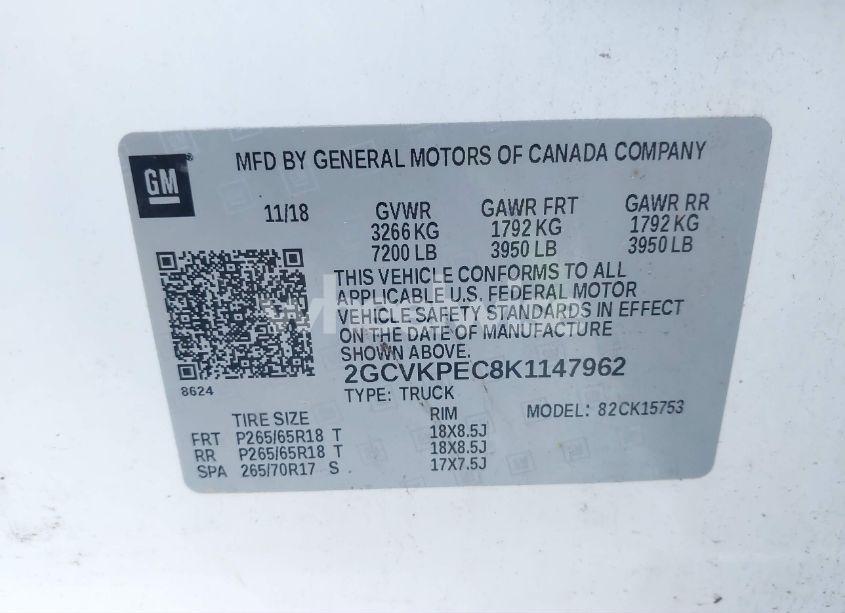 GM
MFD BY GENERAL MOTORS OF CANADA COMPANY
11/18
GVWR GAWR FRT GAWR RR
3266 KG 1792 KG 1792 KG
7200 LB 3950 LB 3950 LB
THIS VEHICLE CONFORMS TO ALL
APPLICABLE U.S. FEDERAL MOTOR
VEHICLE SAFETY STANDARDS IN EFFECT
ON THE DATE OF MANUFACTURE
SHOWN ABOVE.
2GCVKPEC8K1147962
8624
TYPE: TRUCK MODEL: 82CK15753
TIRE SIZE RIM
FRT P265/65R18 T 18X8.5J
RR P265/65R18 T 18X8.5J
SPA 265/70R17 S 17X7.5J